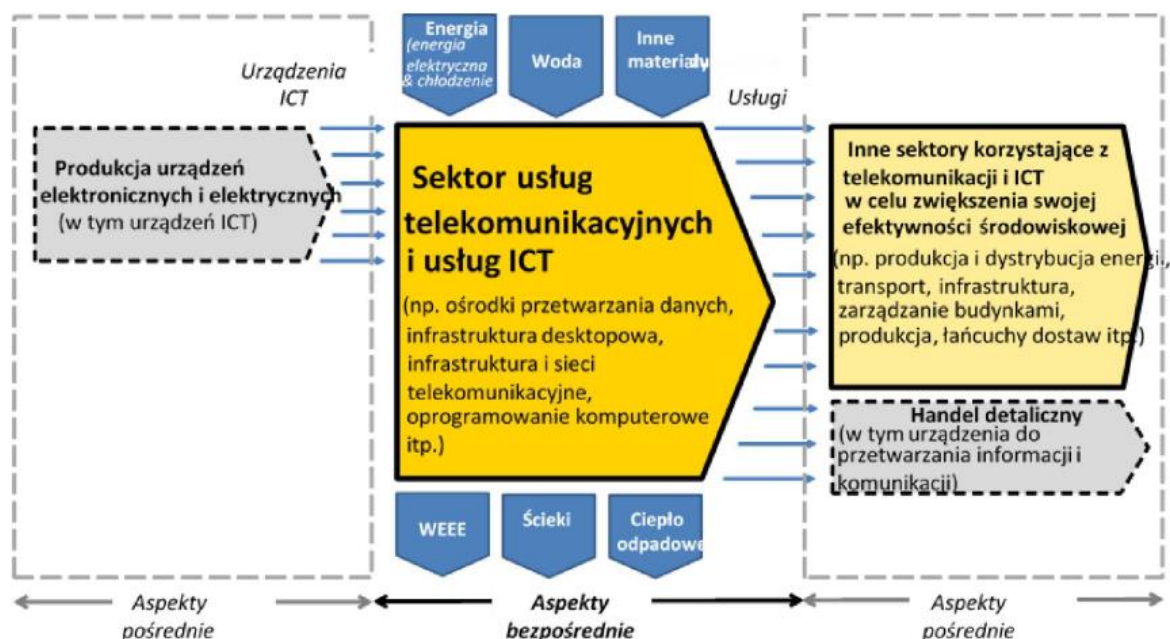 Energia
(energia
elektryczna
& chłodzenie
Woda
Inne
materiały
Urządzenia
ICT
Usługi
Produkcja urządzeń
elektronicznych i elektrycznych
(w tym urządzeń ICT)
Sektor usług
telekomunikacyjnych
i usług ICT
(np. ośrodki przetwarzania danych,
infrastruktura desktopowa,
infrastruktura i sieci
telekomunikacyjne,
oprogramowanie komputerowe
itp.)
Inne sektory korzystające z
telekomunikacji i ICT
w celu zwiększenia swojej
efektywności środowiskowej
(np. produkcja i dystrybucja energii,
transport, infrastruktura,
zarządzanie budynkami,
produkcja, łańcuchy dostaw itp.)
Handel detaliczny
(w tym urządzenia do
przetwarzania informacji i
komunikacji)
WEEE
Ścieki
Ciepło
odpadowe
Aspekty
pośrednie
Aspekty
bezpośrednie
Aspekty
pośrednie